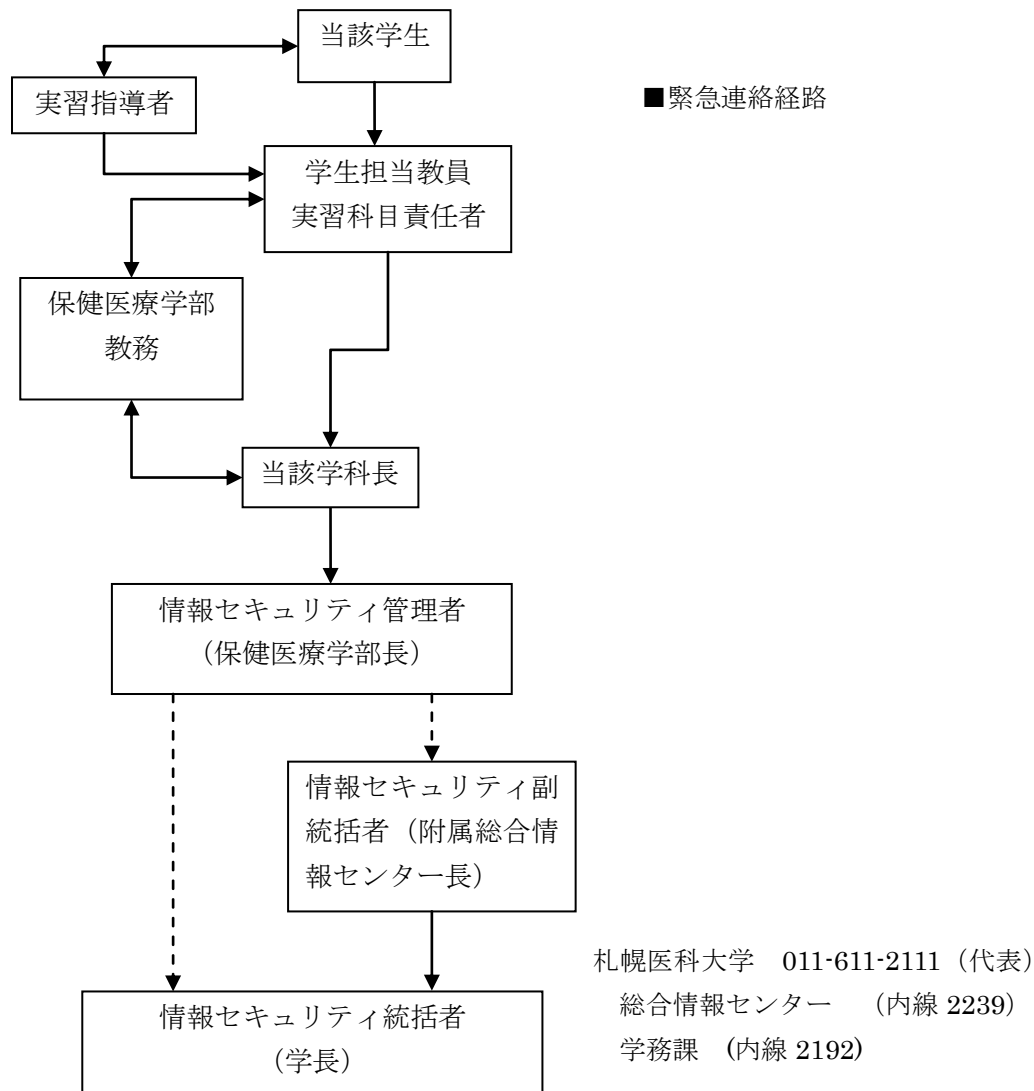 当該学生
実習指導者
■緊急連絡経路
学生担当教員
実習科目責任者
保健医療学部
教務
当該学科長
情報セキュリティ管理者
（保健医療学部長）
情報セキュリティ副
統括者（附属総合情
報センター長）
札幌医科大学　011-611-2111（代表）
総合情報センター　（内線 2239）
学務課　(内線 2192)
情報セキュリティ統括者
（学長）